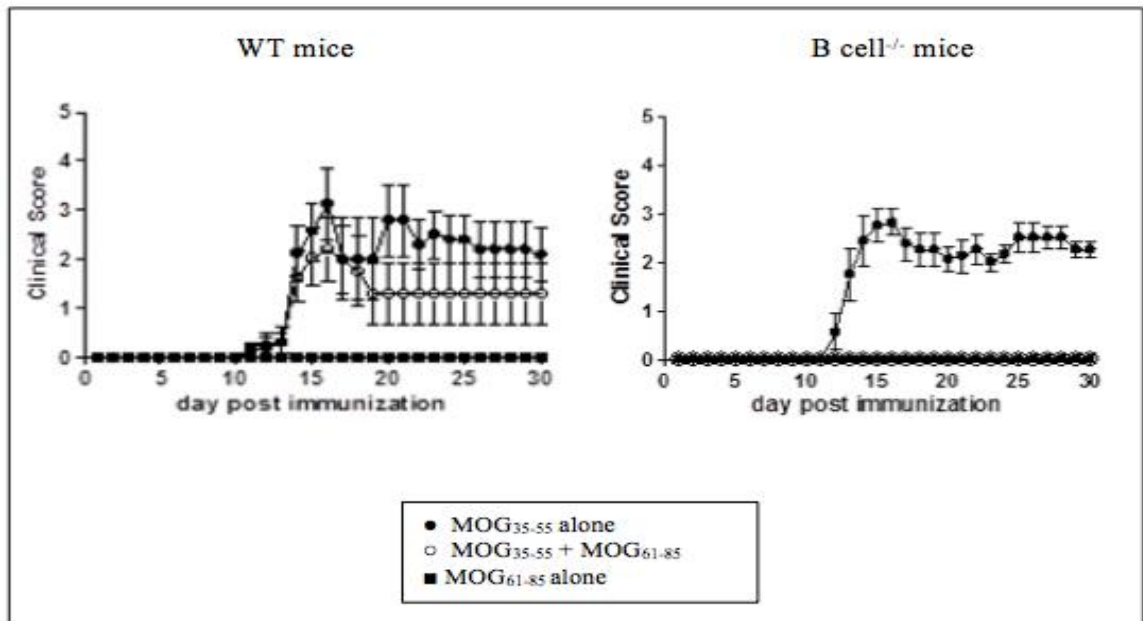 WT mice
B cell-/- mice
5
4
3
2
1
0
Clinical Score
0 5 10 15 20 25 30
day post immunization
5
4
3
2
1
0
Clinical Score
0 5 10 15 20 25 30
day post immunization
MOG35-55 alone
MOG35-55 + MOG61-85
MOG61-85 alone